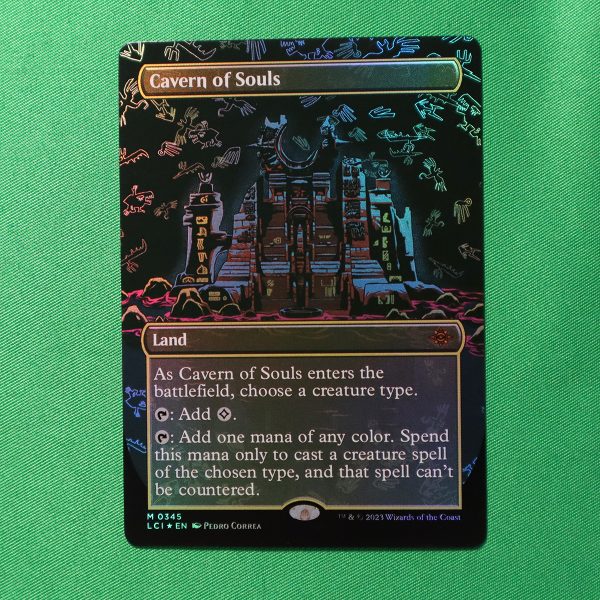 Cavern of Souls
Land
As Cavern of Souls enters the
battlefield, choose a creature type.
: Add .
: Add one mana of any color. Spend
this mana only to cast a creature spell
of the chosen type, and that spell can't
be countered.
M 0345
LCI★EN Pedro Correa
™ & © 2023 Wizards of the Coast